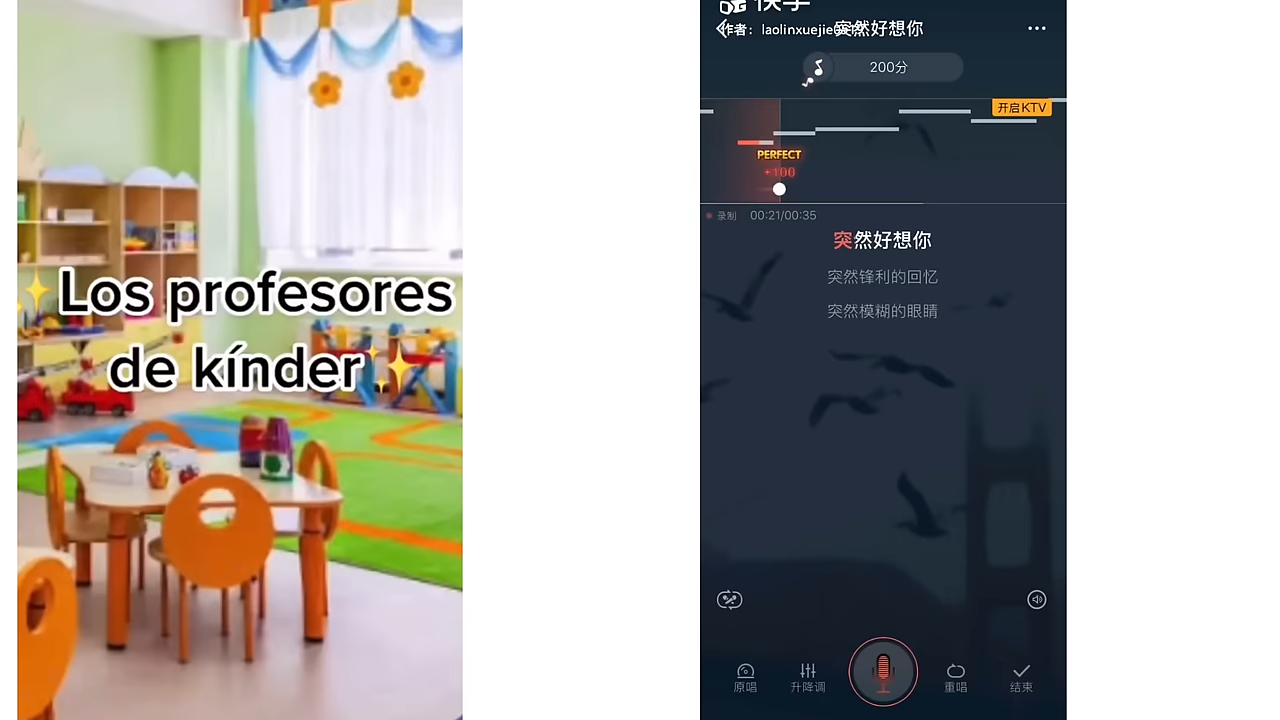 Los profesores
de kínder
快手
作者：laolinxuejie
突然好想你
200分
开启KTV
PERFECT
+100
录制 00:21/00:35
突然好想你
突然锋利的回忆
突然模糊的眼睛
原唱
升降调
重唱
结束